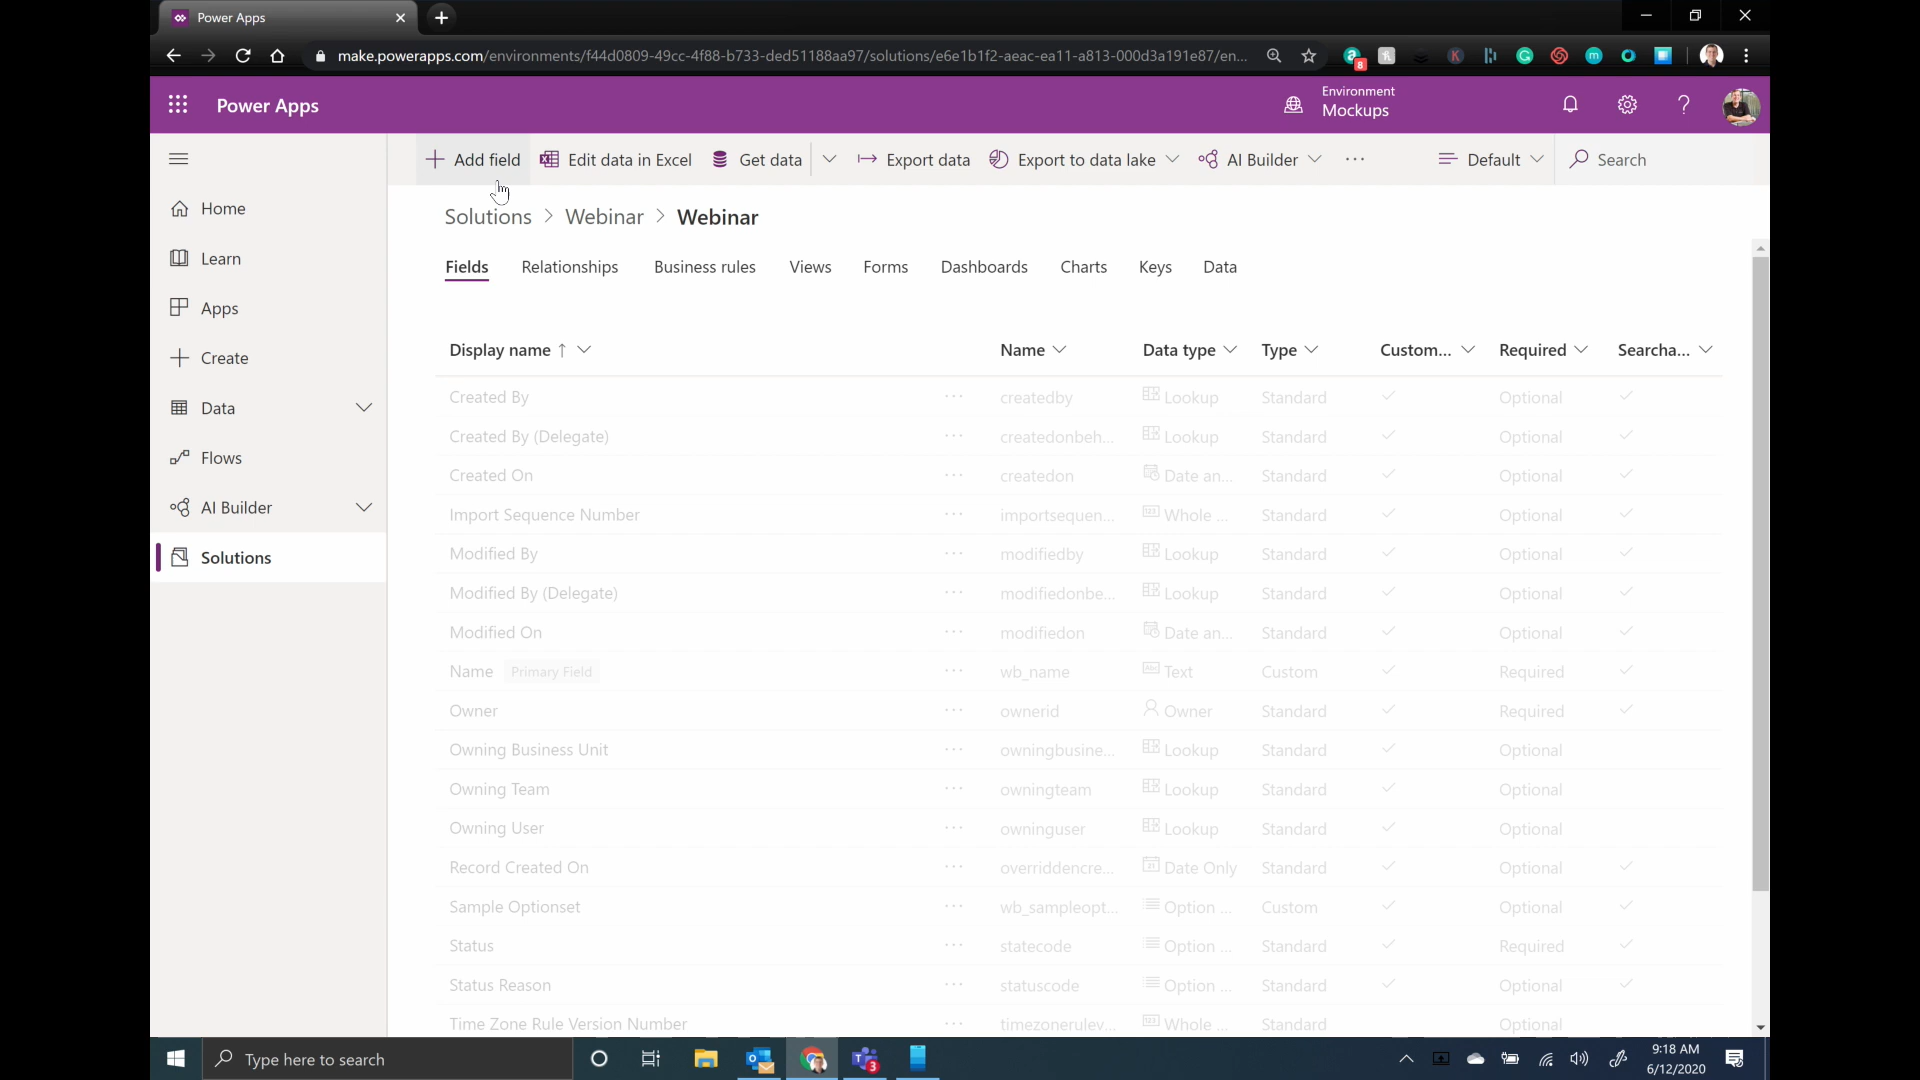 Power Apps
make.powerapps.com/environments/f44d0809-49cc-4f88-b733-ded51188aa97/solutions/e6e1b1f2-aeac-ea11-a813-000d3a191e87/en...
8
Power Apps
Environment
Mockups
Add field
Edit data in Excel
Get data
Export data
Export to data lake
AI Builder
...
Default
Search
Home
Learn
Apps
Create
Data
Flows
AI Builder
Solutions
Solutions > Webinar > Webinar
Fields Relationships Business rules Views Forms Dashboards Charts Keys Data
Display name ↑ Name Data type Type Custom... Required Searcha...
Created By ... createdby Lookup Standard Optional
Created By (Delegate) ... createdonbeh... Lookup Standard Optional
Created On ... createdon Date an... Standard Optional
Import Sequence Number ... importsequen... Whole ... Standard Optional
Modified By ... modifiedby Lookup Standard Optional
Modified By (Delegate) ... modifiedonbe... Lookup Standard Optional
Modified On ... modifiedon Date an... Standard Optional
Name Primary Field ... wb_name Text Custom Required
Owner ... ownerid Owner Standard Required
Owning Business Unit ... owningbusine... Lookup Standard Optional
Owning Team ... owningteam Lookup Standard Optional
Owning User ... owninguser Lookup Standard Optional
Record Created On ... overriddencre... Date Only Standard Optional
Sample Optionset ... wb_sampleopt... Option ... Custom Optional
Status ... statecode Option ... Standard Required
Status Reason ... statuscode Option ... Standard Optional
Time Zone Rule Version Number ... timezonerulev... Whole ... Standard Optional
Type here to search
3
9:18 AM
6/12/2020